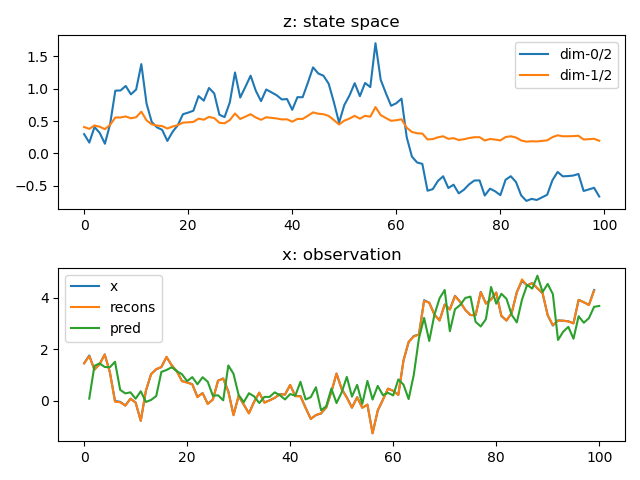 z: state space
1.5
1.0
0.5
0.0
−0.5
dim-0/2
dim-1/2
0 20 40 60 80 100
x: observation
4
2
0
x
recons
pred
0 20 40 60 80 100